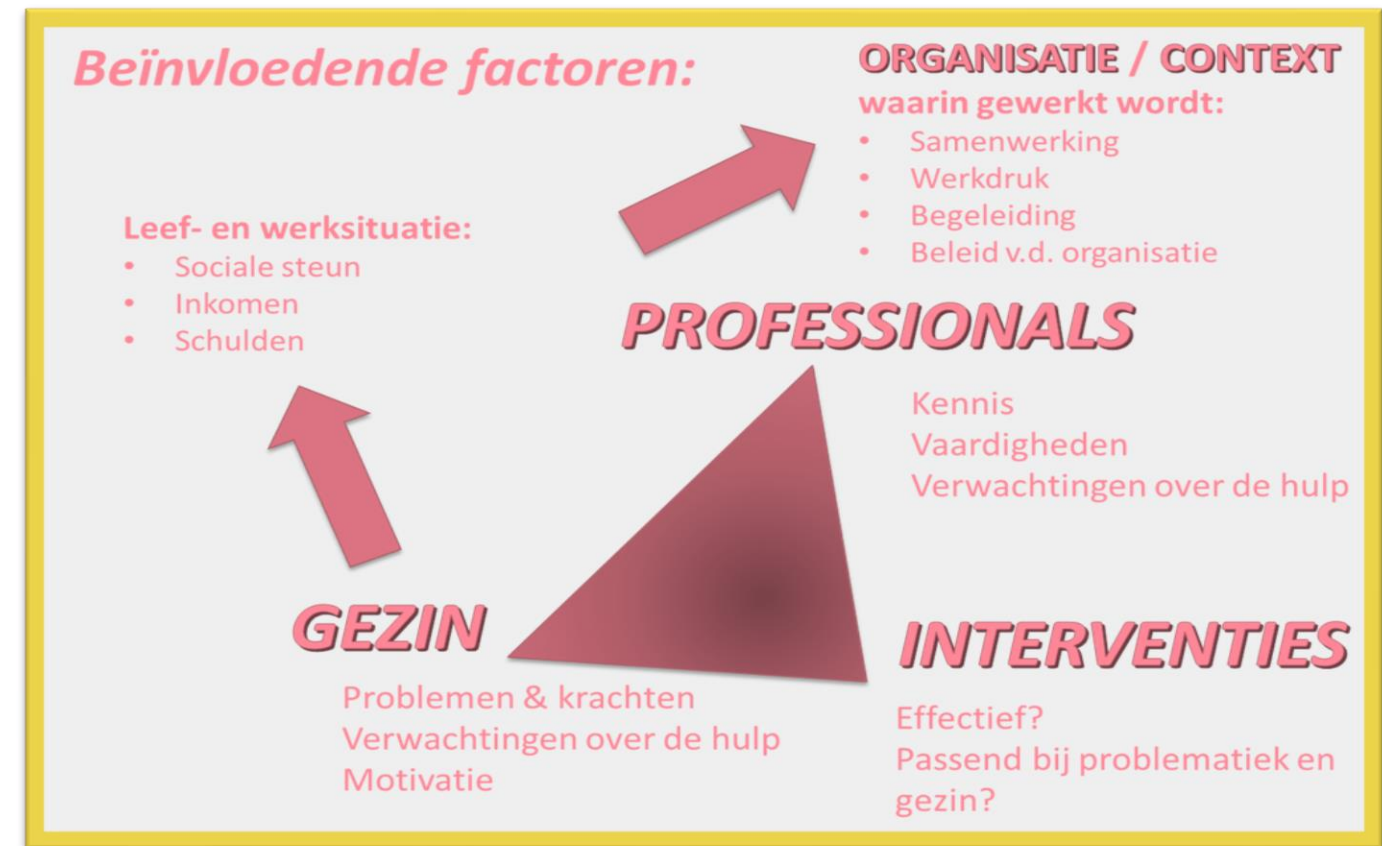 Beïnvloedende factoren:
ORGANISATIE / CONTEXT
waarin gewerkt wordt:
• Samenwerking
• Werkdruk
• Begeleiding
• Beleid v.d. organisatie
Leef- en werksituatie:
• Sociale steun
• Inkomen
• Schulden
PROFESSIONALS
Kennis
Vaardigheden
Verwachtingen over de hulp
GEZIN
Problemen & krachten
Verwachtingen over de hulp
Motivatie
INTERVENTIES
Effectief?
Passend bij problematiek en
gezin?